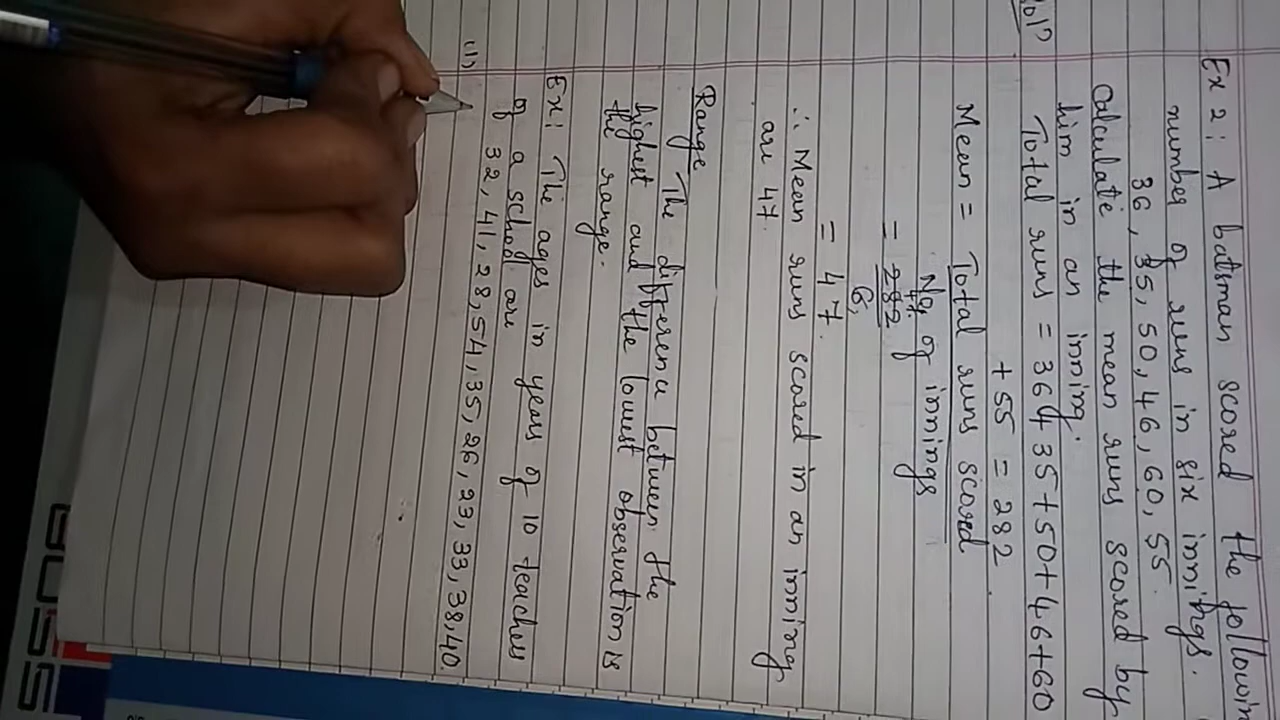 Sol?
Ex 2: A batsman scored the following
number of runs in six innings.
36, 35, 50, 46, 60, 55
Calculate the mean runs scored by
him in an inning.
Total runs = 36+35+50+46+60
+55 = 282
Mean = Total runs scored
No. of innings
= 282
6
= 47.
∴ Mean runs scored in an inning
are 47.
Range
The difference between the
highest and the lowest observation is
the range.
Ex: The ages in years of 10 teachers
of a school are
32, 41, 28, 54, 35, 26, 23, 33, 38, 40.
(1)
BOSS